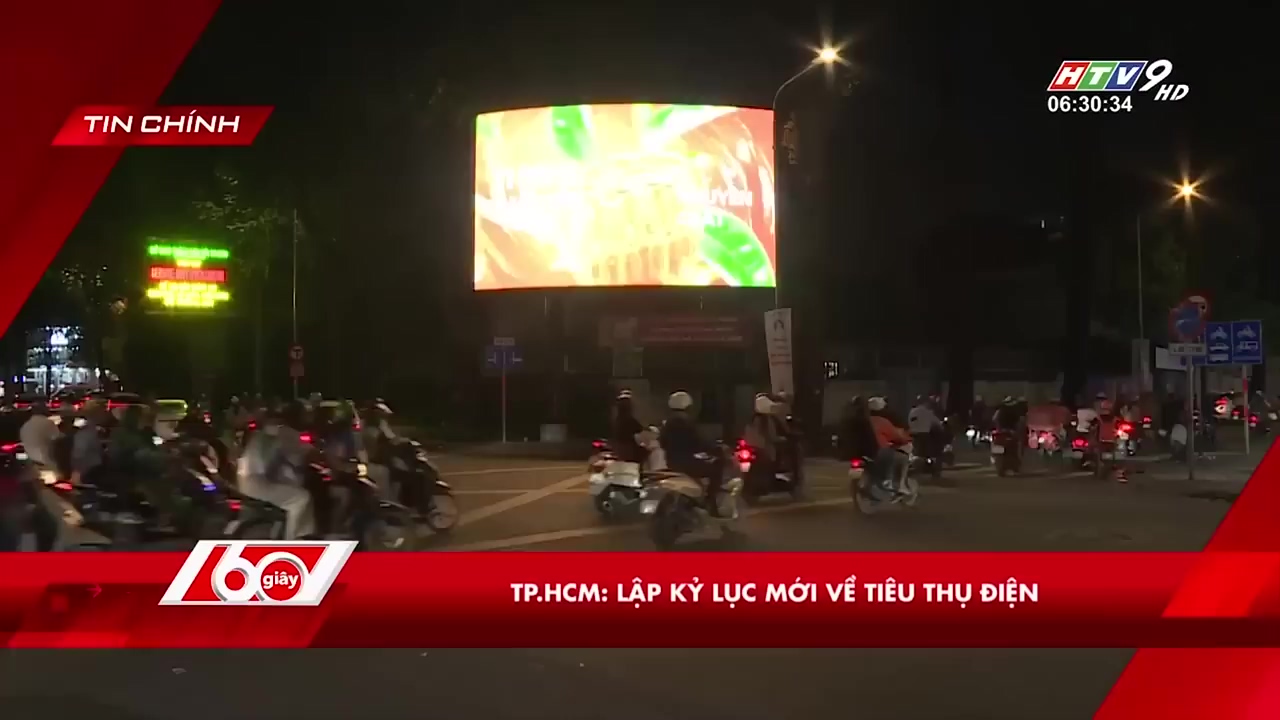 HTV9 HD
06:30:34
TIN CHÍNH
60 giây
TP.HCM: LẬP KỶ LỤC MỚI VỀ TIÊU THỤ ĐIỆN